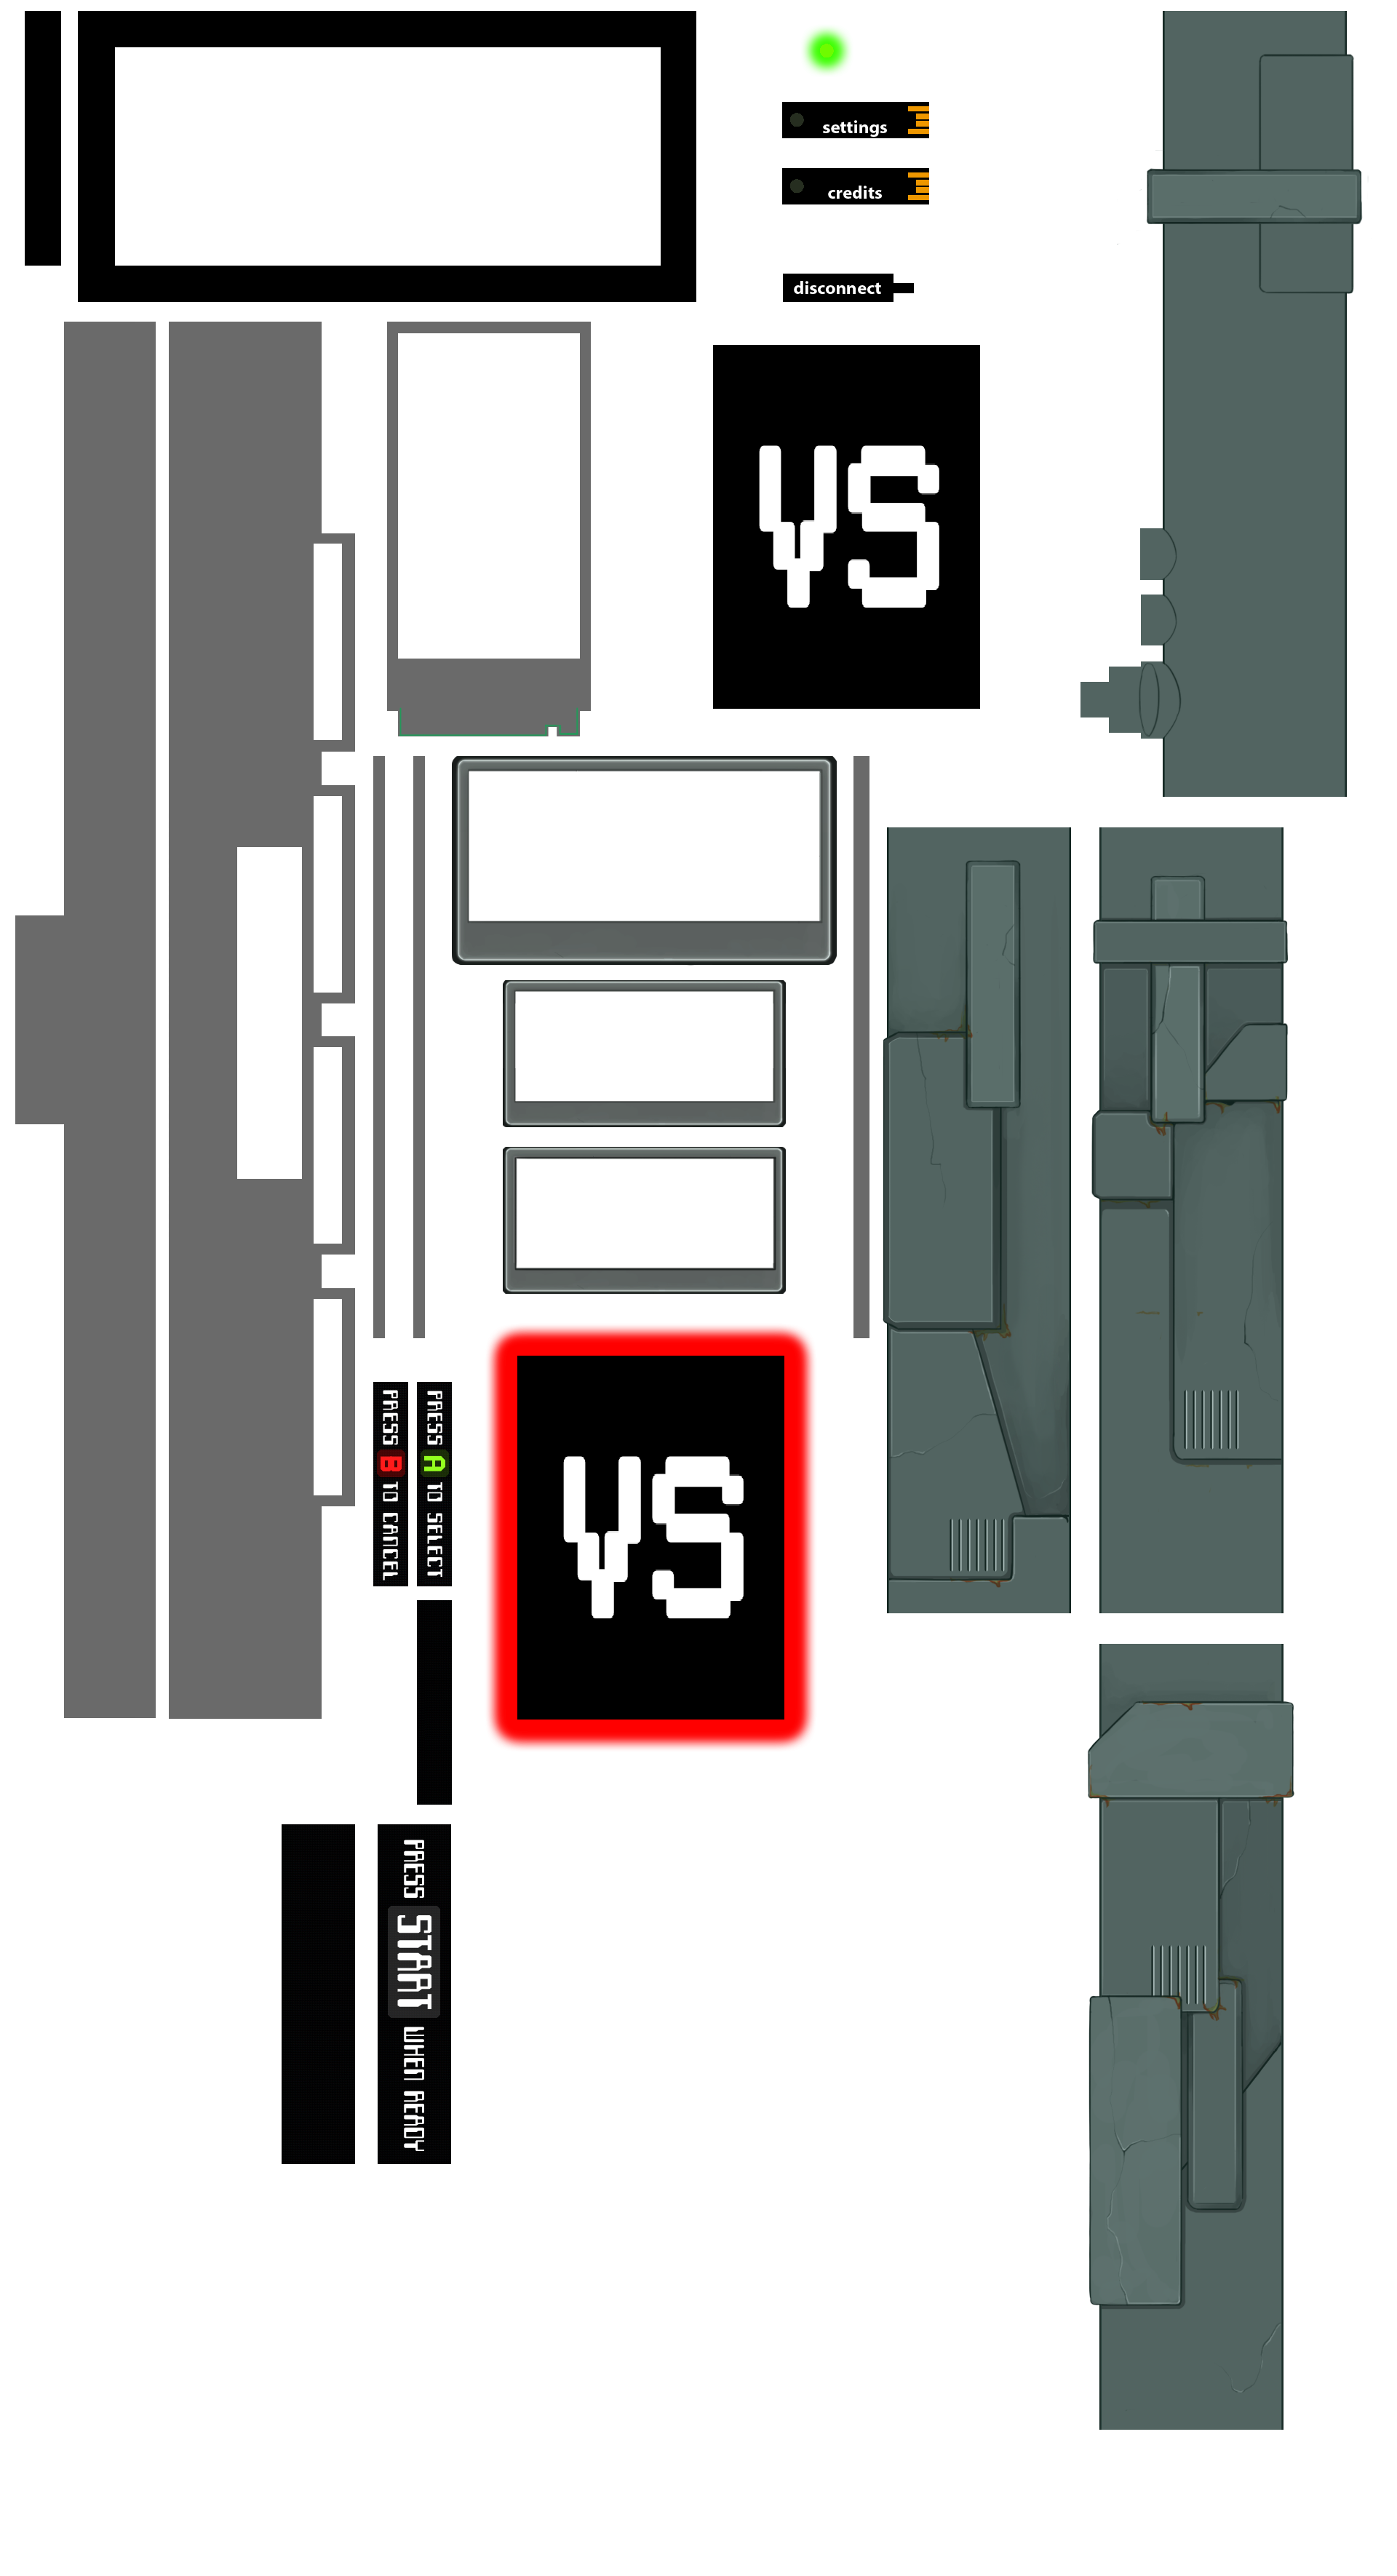 settings
credits
disconnect
VS
PRESS A TO SELECT
PRESS B TO CANCEL
VS
PRESS START WHEN READY